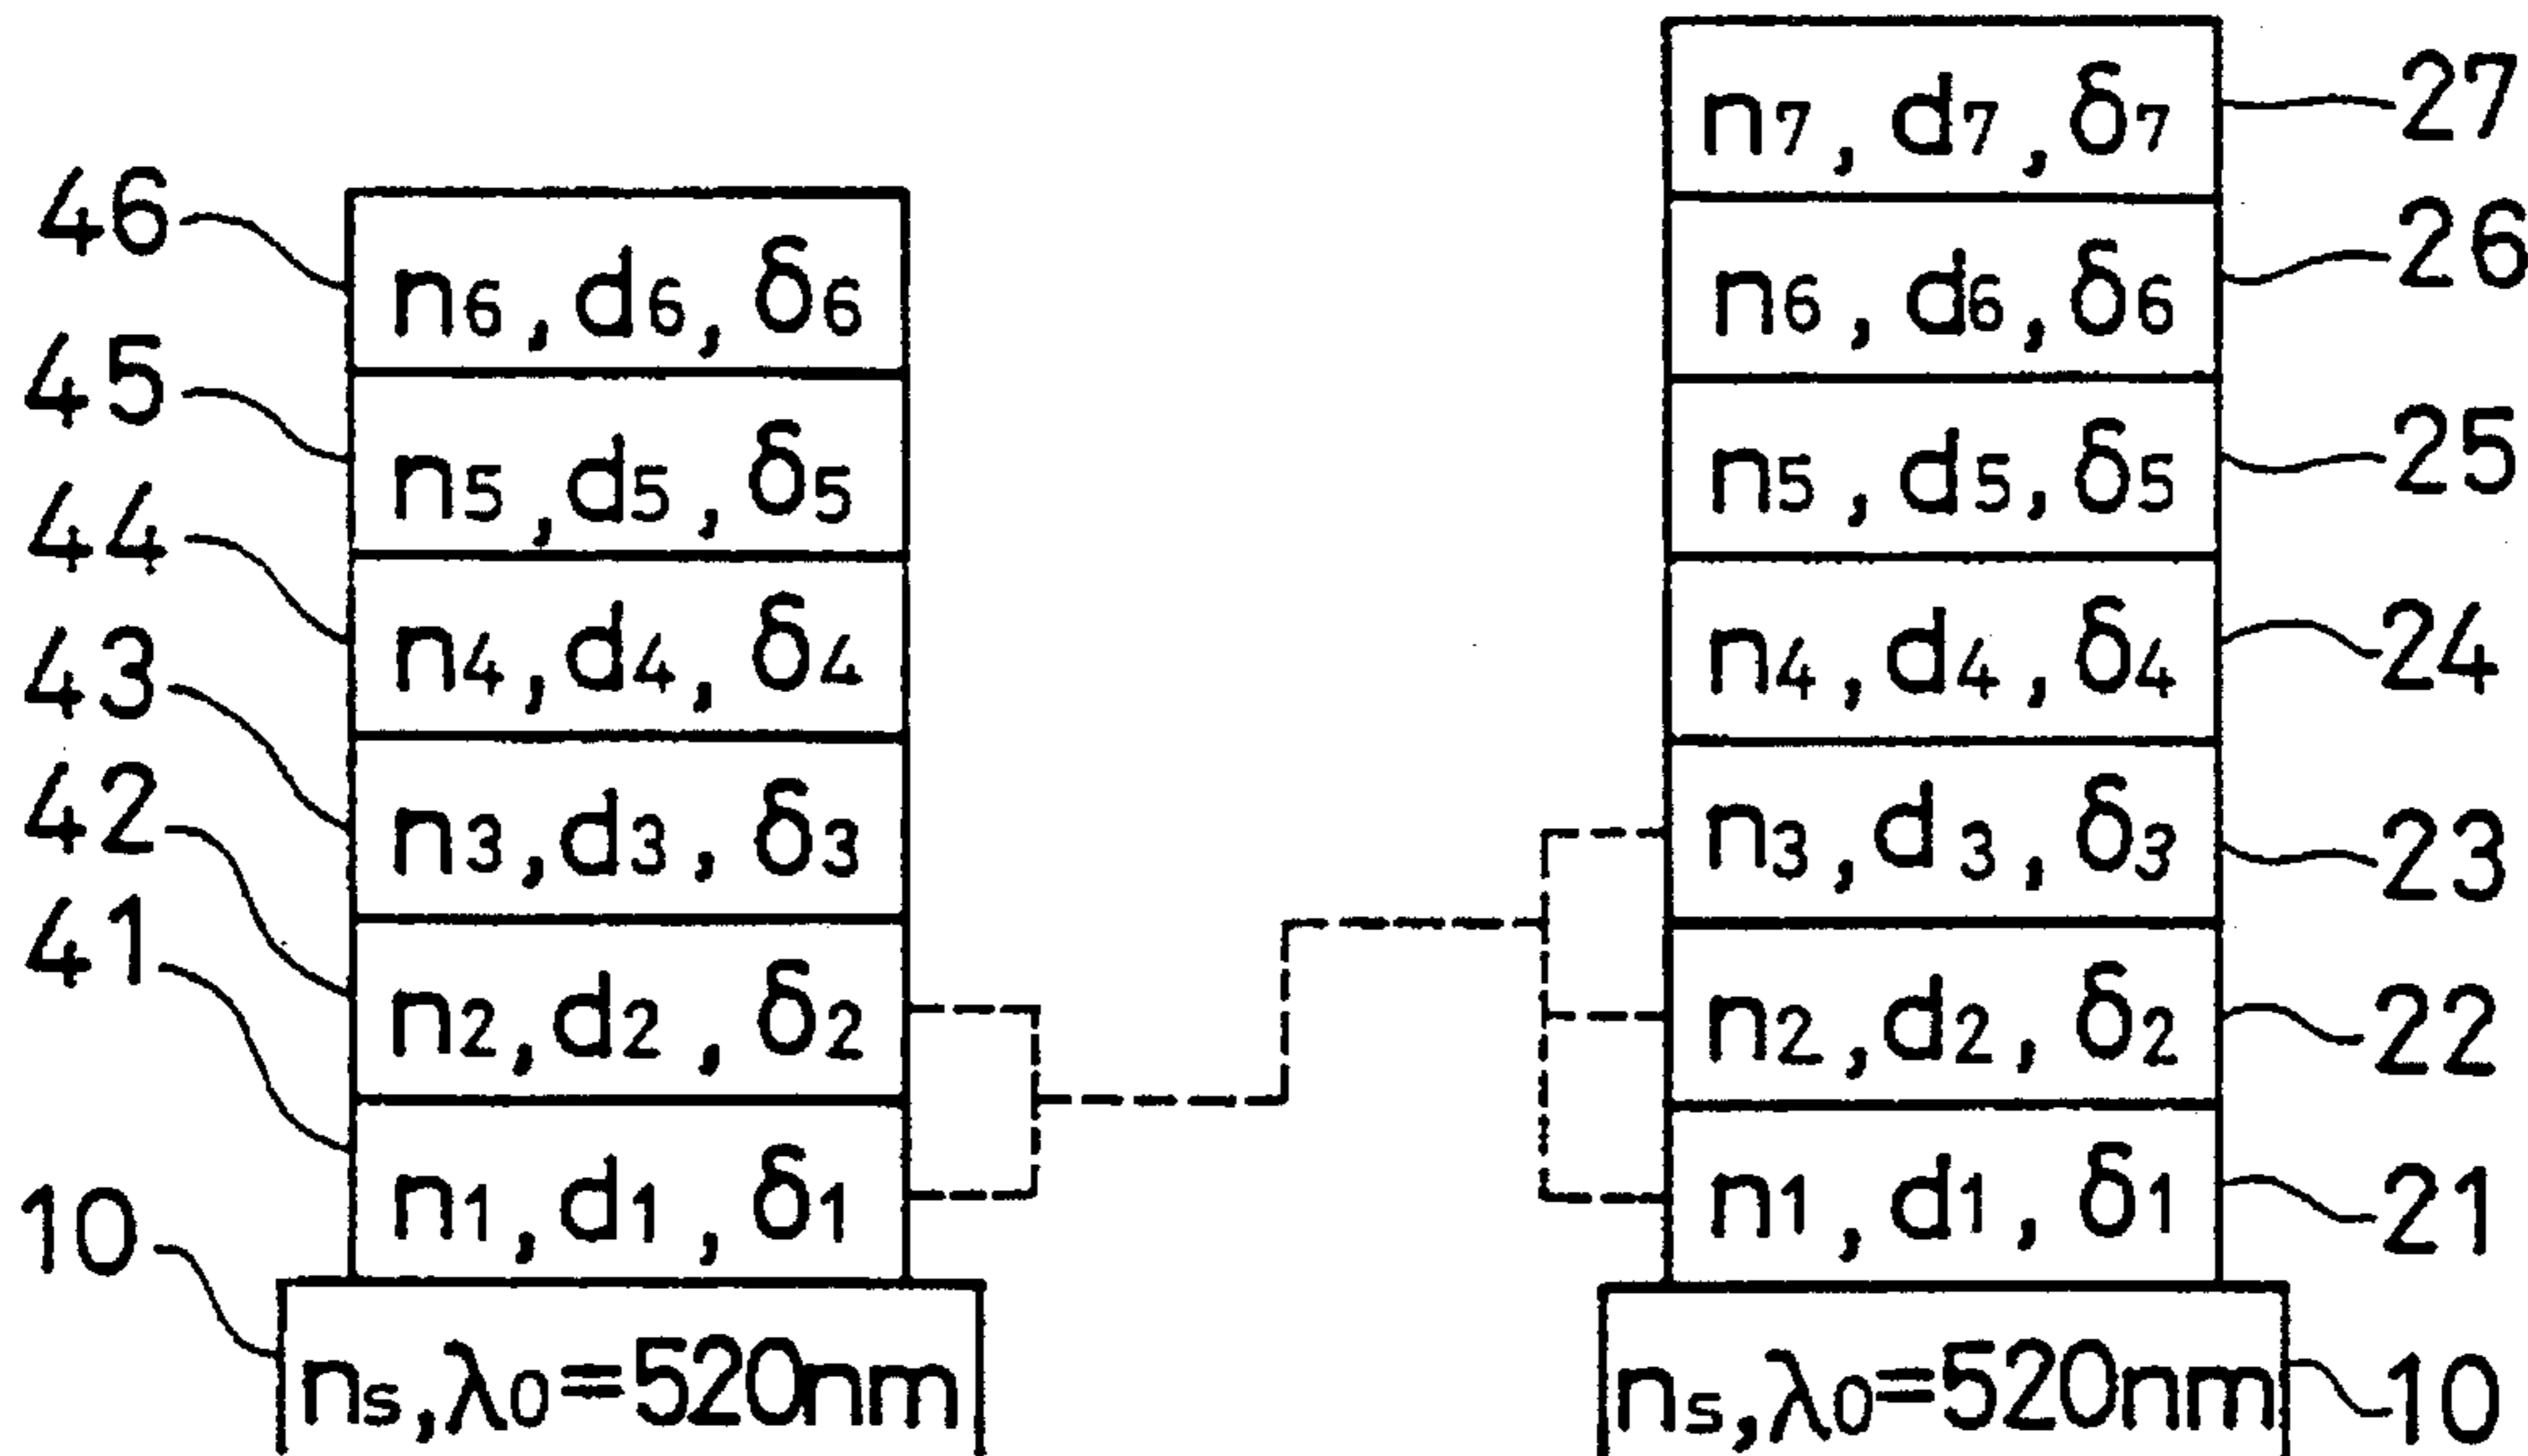 46
n6, d6, δ6
45
n5, d5, δ5
44
n4, d4, δ4
43
n3, d3, δ3
42
n2, d2, δ2
41
n1, d1, δ1
10
ns, λ0=520nm
n7, d7, δ7
27
n6, d6, δ6
26
n5, d5, δ5
25
n4, d4, δ4
24
n3, d3, δ3
23
n2, d2, δ2
22
n1, d1, δ1
21
ns, λ0=520nm
10